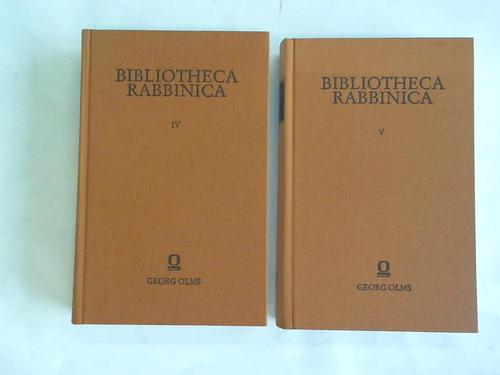 BIBLIOTHECA
RABBINICA
IV
GEORG OLMS
BIBLIOTHECA
RABBINICA
V
GEORG OLMS